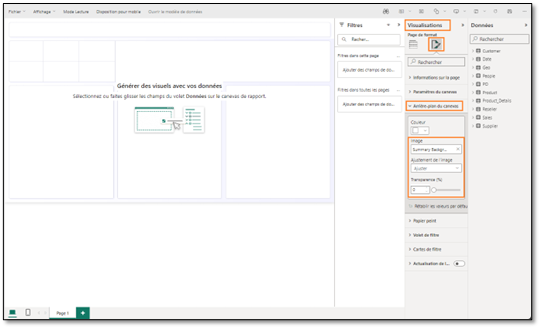 Fichier
Affichage
Mode Lecture
Disposition pour mobile
Ouvrir le modèle de données
Générer des visuels avec vos données
Sélectionnez ou faites glisser les champs du volet Données sur le canevas de rapport.
Page 1
Filtres
Recher...
Filtres dans cette page
Ajouter des champs de do...
Filtres dans toutes les pages
Ajouter des champs de do...
Visualisations
Page de format
Rechercher
Informations sur la page
Paramètres du canevas
Arrière-plan du canevas
Couleur
Image
Summary Backgr...
Ajustement de l'image
Ajuster
Transparence (%)
0
Rétablir les valeurs par défau
Papier peint
Volet de filtre
Cartes de filtre
Actualisation de l...
Données
Rechercher
Customer
Date
Geo
People
PO
Product
Product_Details
Reseller
Sales
Supplier